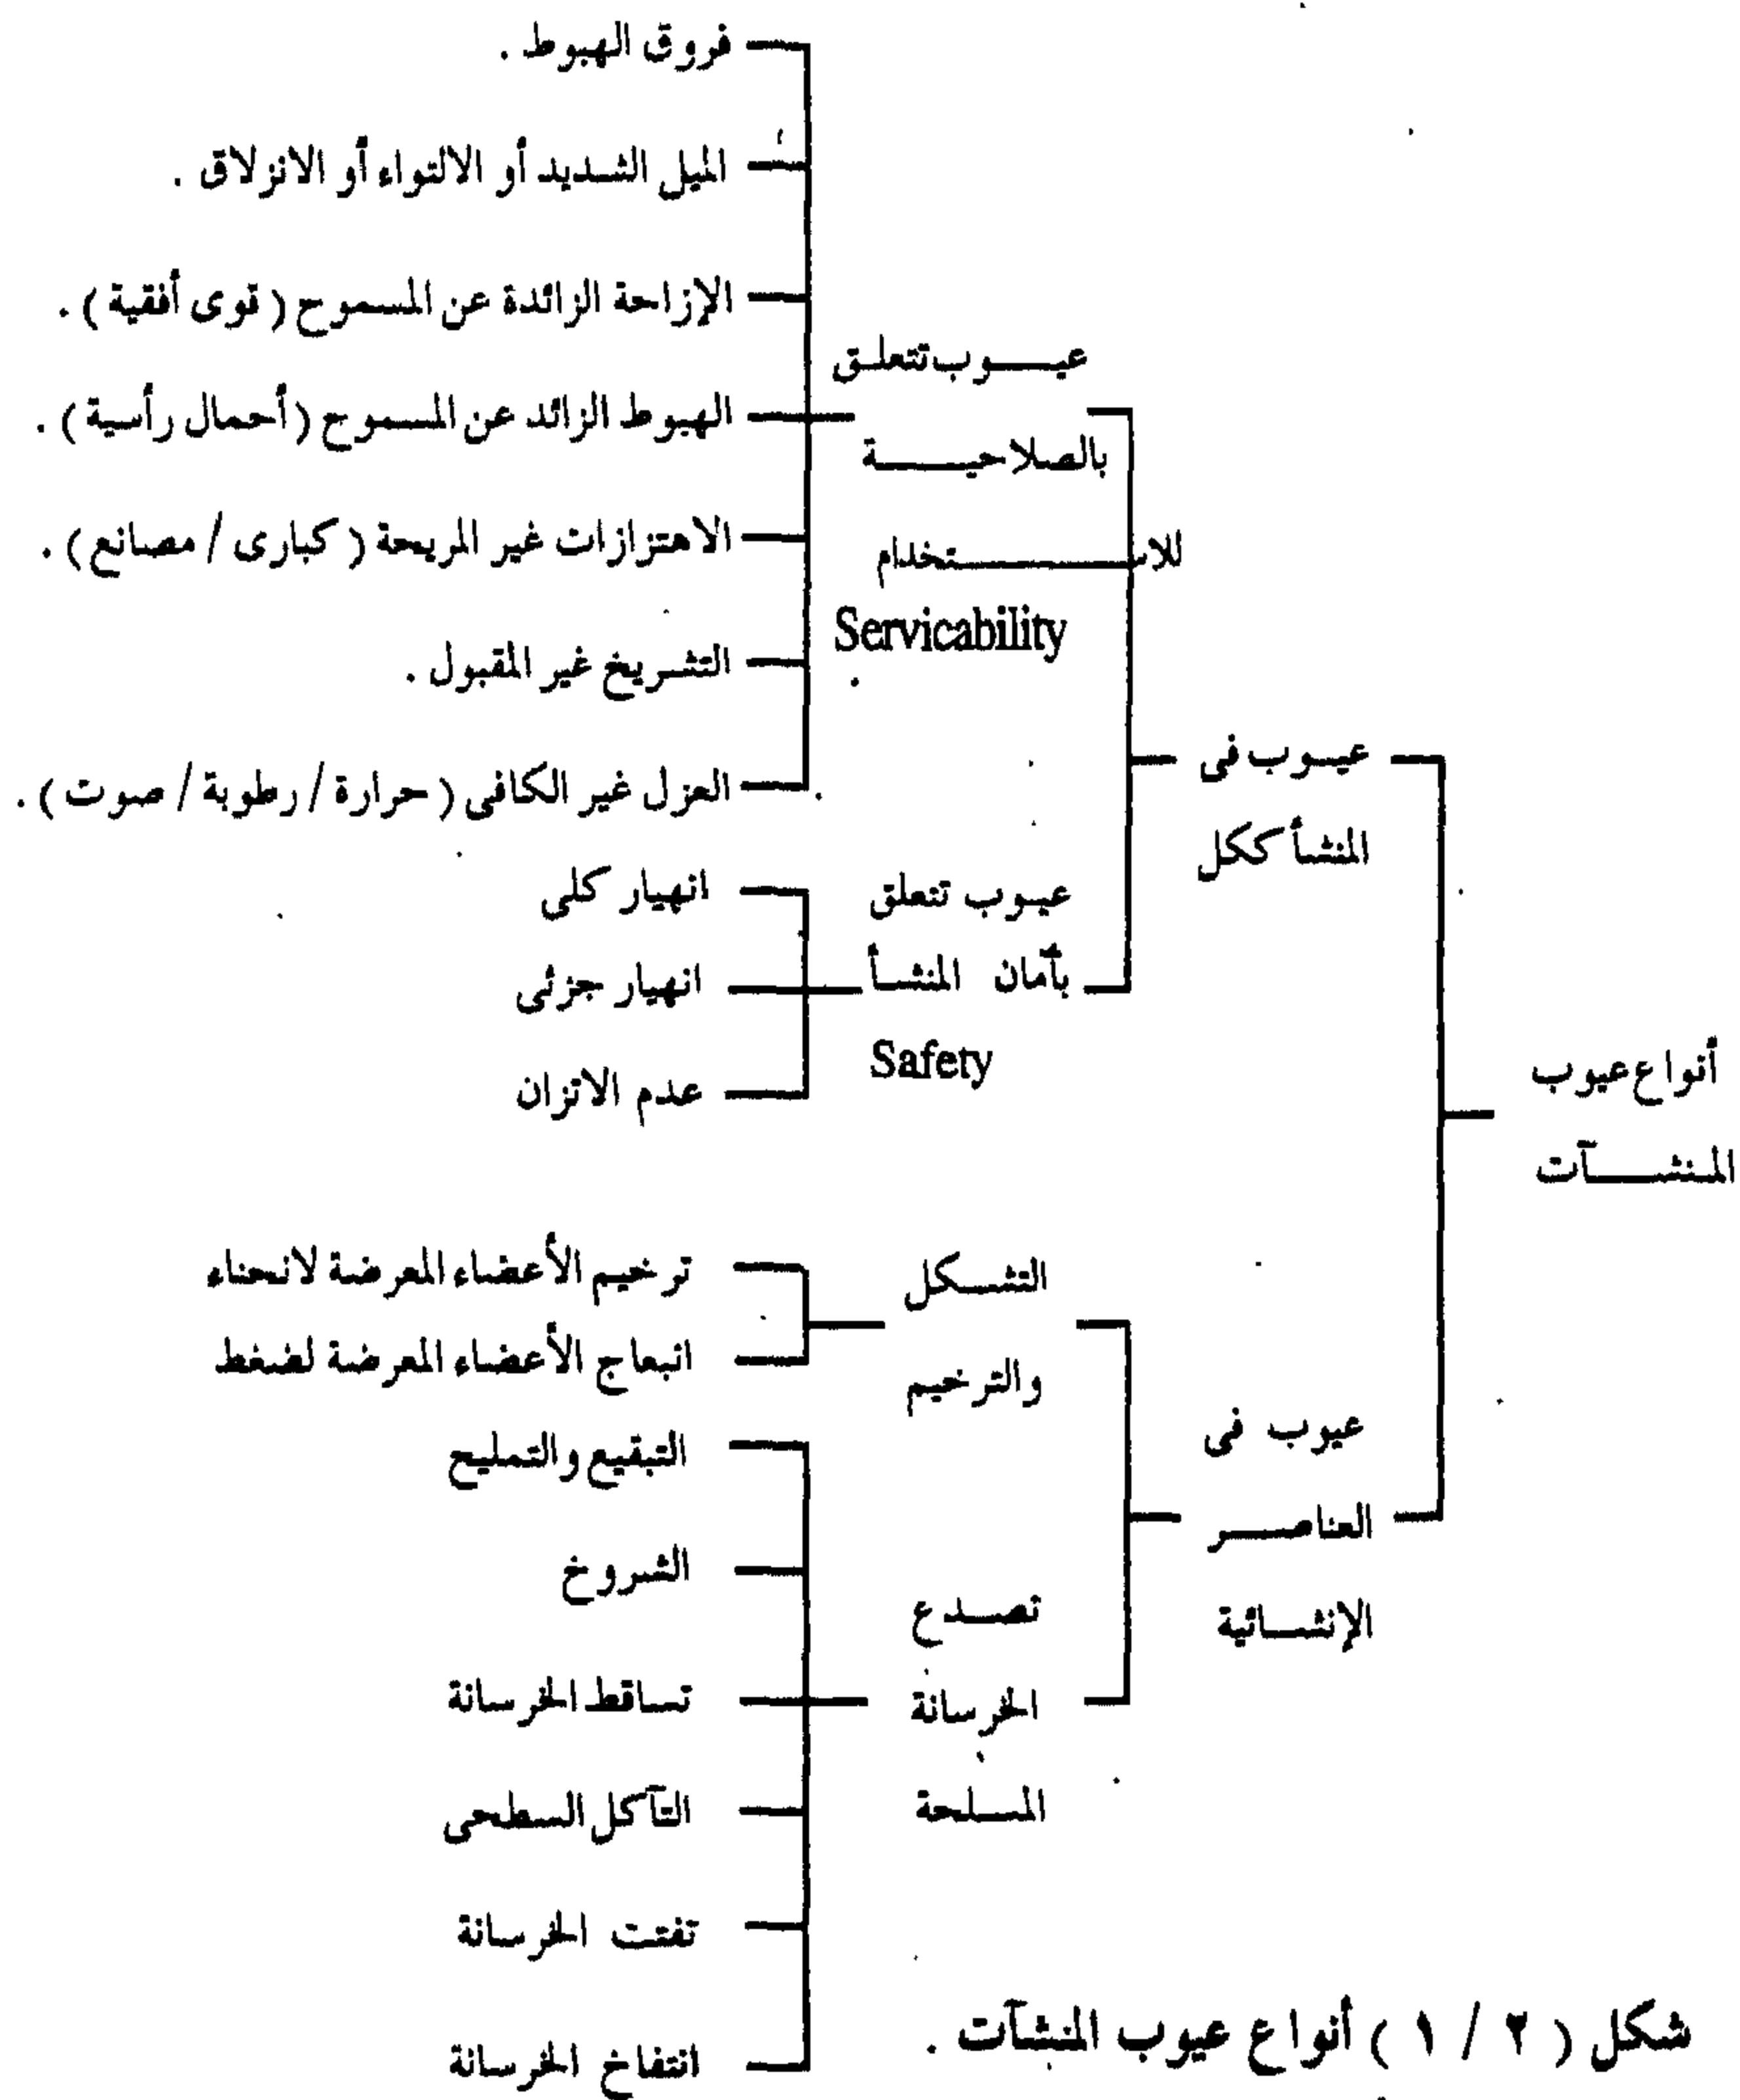 أنواع عيوب
المنشآت
عيوب فى
المنشأ ككل
عيوب تتعلق
بالصلاحية
للاستخدام
Servicability
فروق الهبوط .
الميل الشديد أو الالتواء أو الانزلاق .
الإزاحة الزائدة عن المسموح ( قوى أفقية ) .
الهبوط الزائد عن المسموح ( أحمال رأسية ) .
الاهتزازات غير المريحة ( كبارى / مصانع ) .
التشريخ غير المقبول .
العزل غير الكافى ( حرارة / رطوبة / صوت ) .
عيوب تتعلق
بأمان المنشأ
Safety
انهيار كلى
انهيار جزئى
عدم الاتزان
عيوب فى
العناصر
الإنشائية
التشكل
والترخيم
ترخيم الأعضاء المعرضة لانحناء
انبعاج الأعضاء المعرضة لضغط
تصدع
الخرسانة
المسلحة
التبقيع والتمليح
الشروخ
تساقط الخرسانة
التآكل السطحى
تفتت الخرسانة
انتفاخ الخرسانة
شكل ( ٢ / ١ ) أنواع عيوب المنشآت .